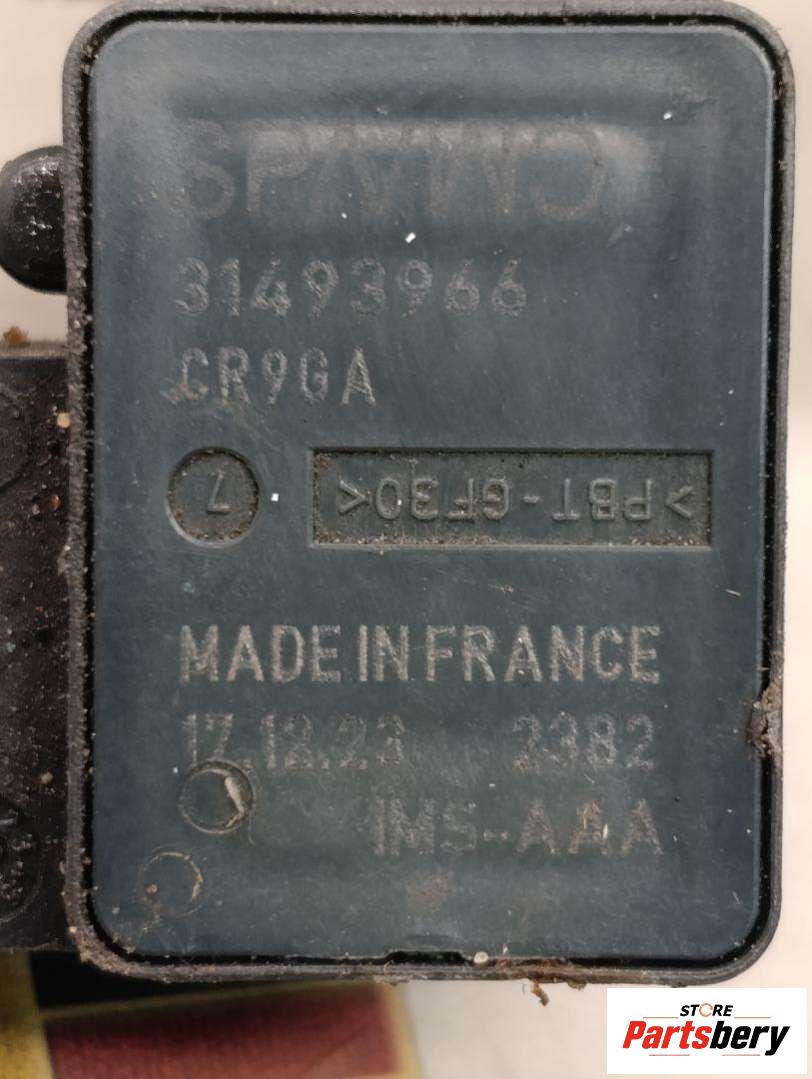 31493966
CR9GA
7
>PBT-GF30<
MADE IN FRANCE
17.12.23 2382
IMS-AAA
STORE
Partsbery